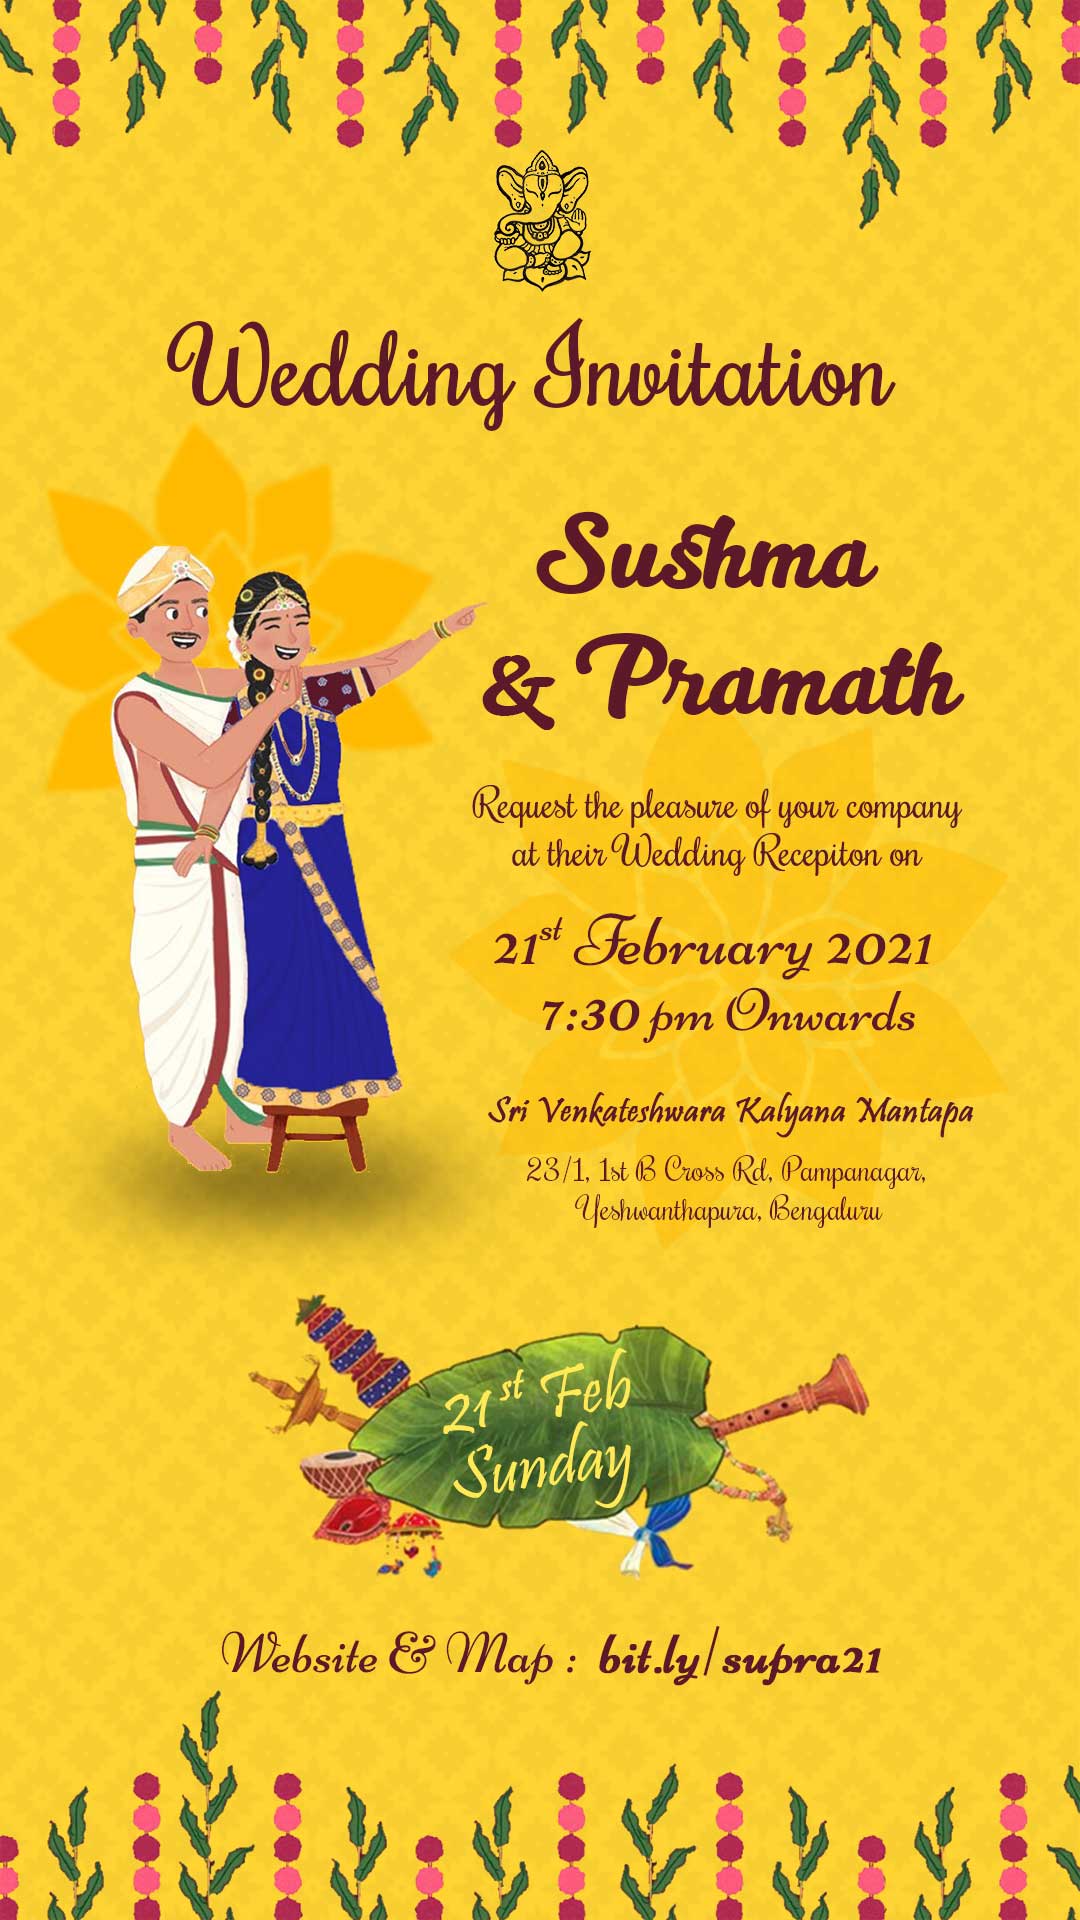 Wedding Invitation
Sushma
& Pramath
Request the pleasure of your company
at their Wedding Recepiton on
21st February 2021
7:30 pm Onwards
Sri Venkateshwara Kalyana Mantapa
23/1, 1st B Cross Rd, Pampanagar,
Yeshwanthapura, Bengaluru
21st Feb
Sunday
Website & Map : bit.ly/supra21